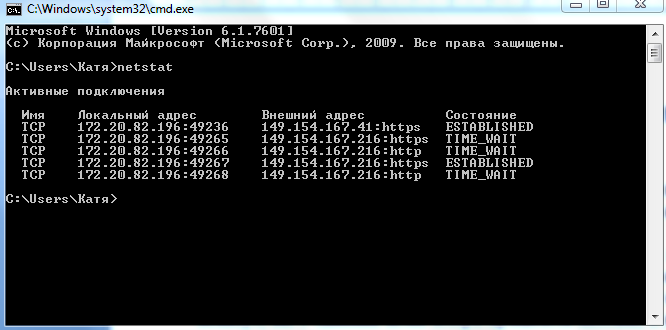 C:\Windows\system32\cmd.exe
Microsoft Windows [Version 6.1.7601]
(c) Корпорация Майкрософт (Microsoft Corp.), 2009. Все права защищены.
C:\Users\Катя>netstat
Активные подключения
Имя Локальный адрес Внешний адрес Состояние
TCP 172.20.82.196:49236 149.154.167.41:https ESTABLISHED
TCP 172.20.82.196:49265 149.154.167.216:https TIME_WAIT
TCP 172.20.82.196:49266 149.154.167.216:http TIME_WAIT
TCP 172.20.82.196:49267 149.154.167.216:https ESTABLISHED
TCP 172.20.82.196:49268 149.154.167.216:http TIME_WAIT
C:\Users\Катя>